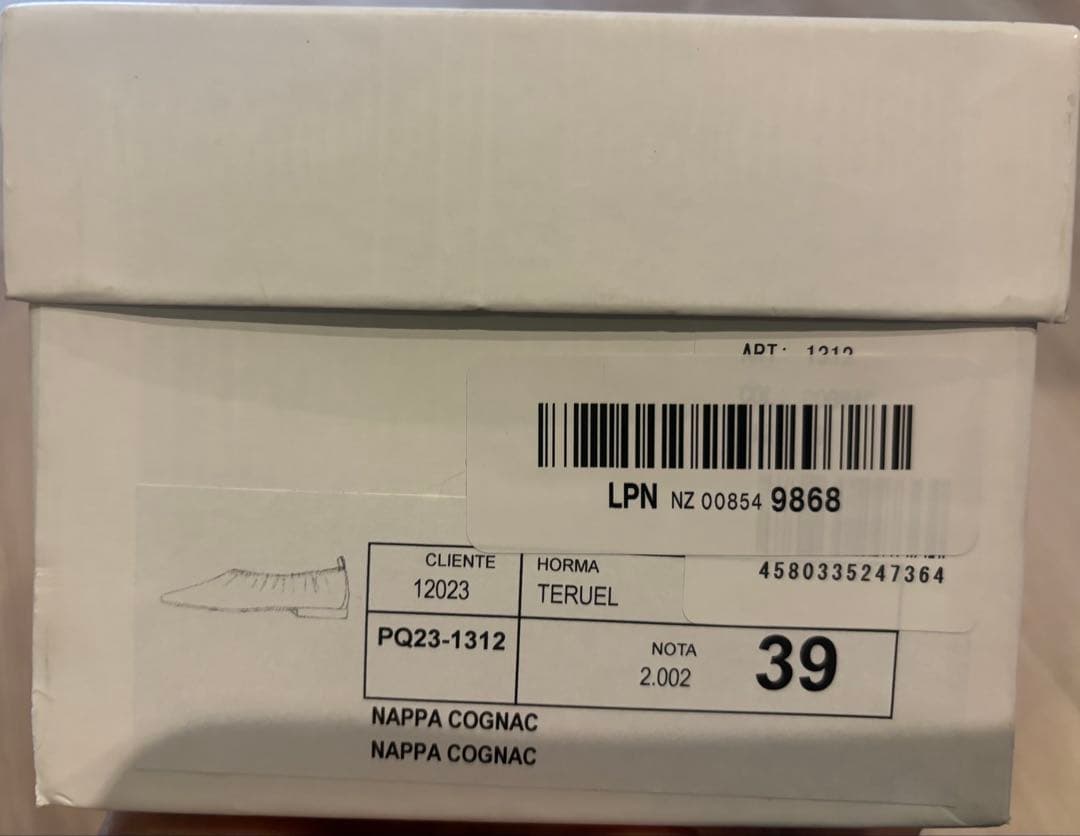 LPN NZ 00854 9868
4580335247364
CLIENTE
12023
HORMA
TERUEL
PQ23-1312
NOTA
2.002
39
NAPPA COGNAC
NAPPA COGNAC